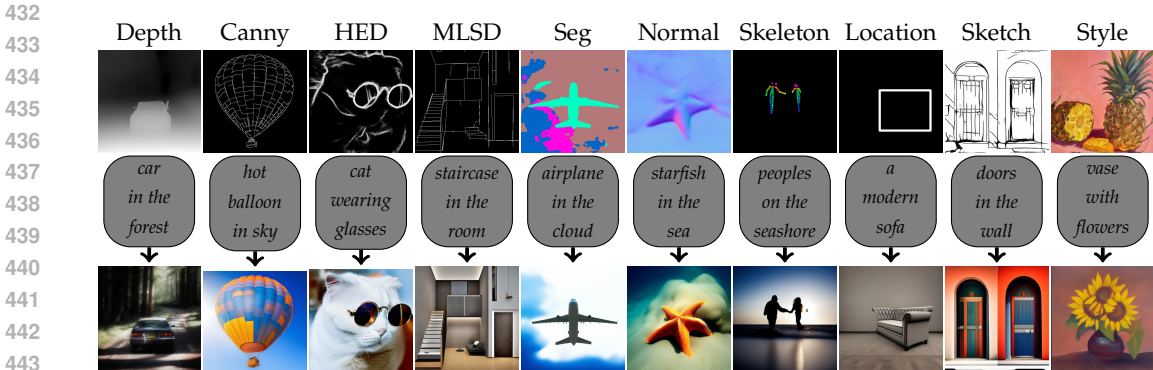 432
433
434
435
436
437
438
439
440
441
442
443
Depth Canny HED MLSD Seg Normal Skeleton Location Sketch Style
car in the forest
hot balloon in sky
cat wearing glasses
staircase in the room
airplane in the cloud
starfish in the sea
peoples on the seashore
a modern sofa
doors in the wall
vase with flowers